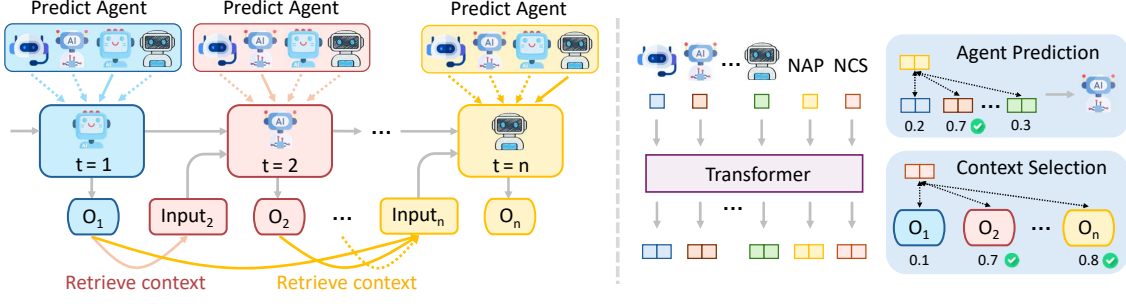 Predict Agent
Predict Agent
Predict Agent
AI
AI
AI
t = 1
t = 2
...
t = n
O1
Input2
O2
...
Inputn
On
Retrieve context
Retrieve context
AI
...
NAP
NCS
Transformer
...
Agent Prediction
AI
...
0.2
0.7
0.3
Context Selection
O1
O2
...
On
0.1
0.7
0.8